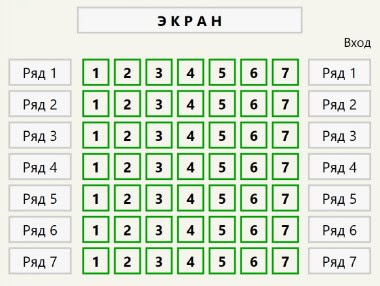 ЭКРАН
Вход
Ряд 1 1 2 3 4 5 6 7 Ряд 1
Ряд 2 1 2 3 4 5 6 7 Ряд 2
Ряд 3 1 2 3 4 5 6 7 Ряд 3
Ряд 4 1 2 3 4 5 6 7 Ряд 4
Ряд 5 1 2 3 4 5 6 7 Ряд 5
Ряд 6 1 2 3 4 5 6 7 Ряд 6
Ряд 7 1 2 3 4 5 6 7 Ряд 7